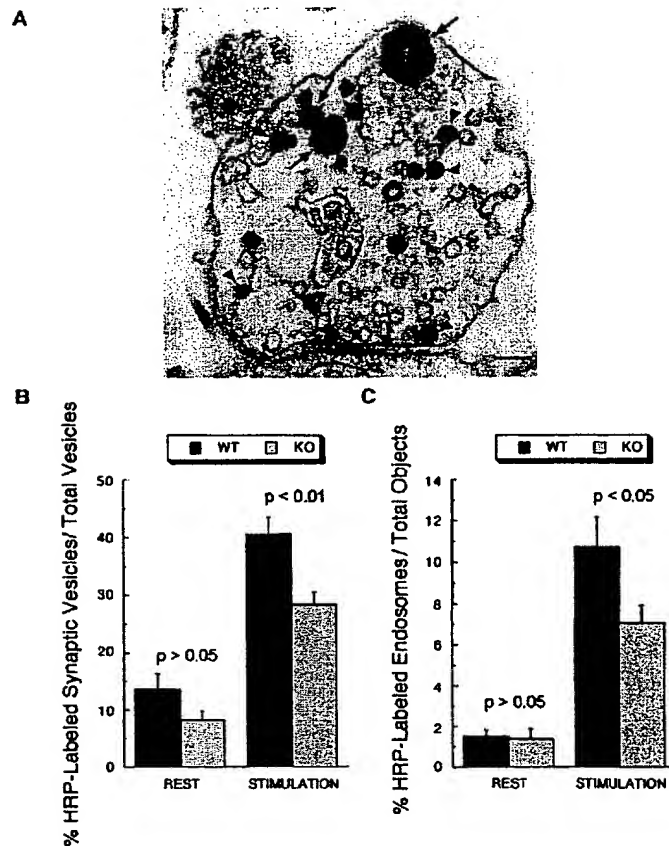 A
B
C
WT KO
WT KO
% HRP-Labeled Synaptic Vesicles/ Total Vesicles
50
40
30
20
10
0
p > 0.05
p < 0.01
REST
STIMULATION
% HRP-Labeled Endosomes/ Total Objects
14
12
10
8
6
4
2
0
p > 0.05
p < 0.05
REST
STIMULATION